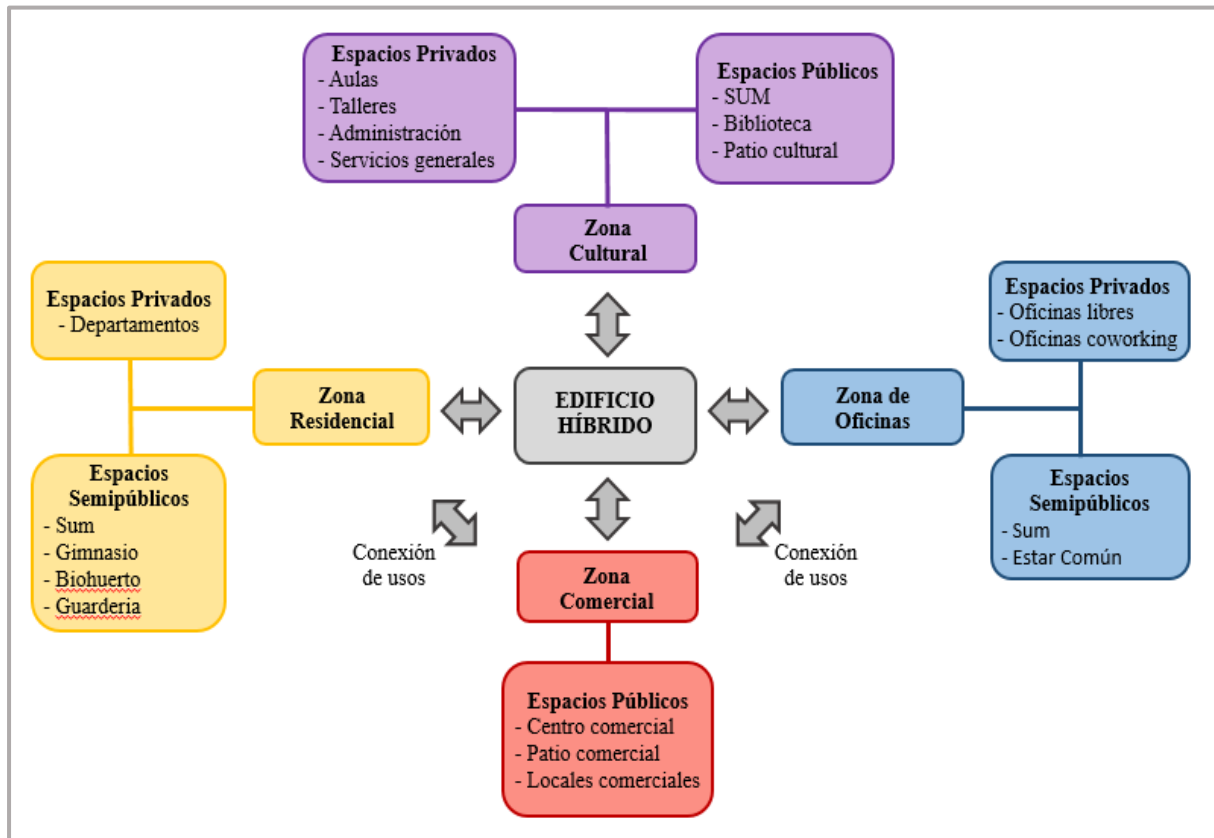 Espacios Privados
- Aulas
- Talleres
- Administración
- Servicios generales
Espacios Públicos
- SUM
- Biblioteca
- Patio cultural
Zona
Cultural
Espacios Privados
- Departamentos
Zona
Residencial
Espacios
Semipúblicos
- Sum
- Gimnasio
- Biohuerto
- Guarderia
EDIFICIO
HÍBRIDO
Zona de
Oficinas
Espacios Privados
- Oficinas libres
- Oficinas coworking
Espacios
Semipúblicos
- Sum
- Estar Común
Conexión
de usos
Conexión
de usos
Zona
Comercial
Espacios Públicos
- Centro comercial
- Patio comercial
- Locales comerciales